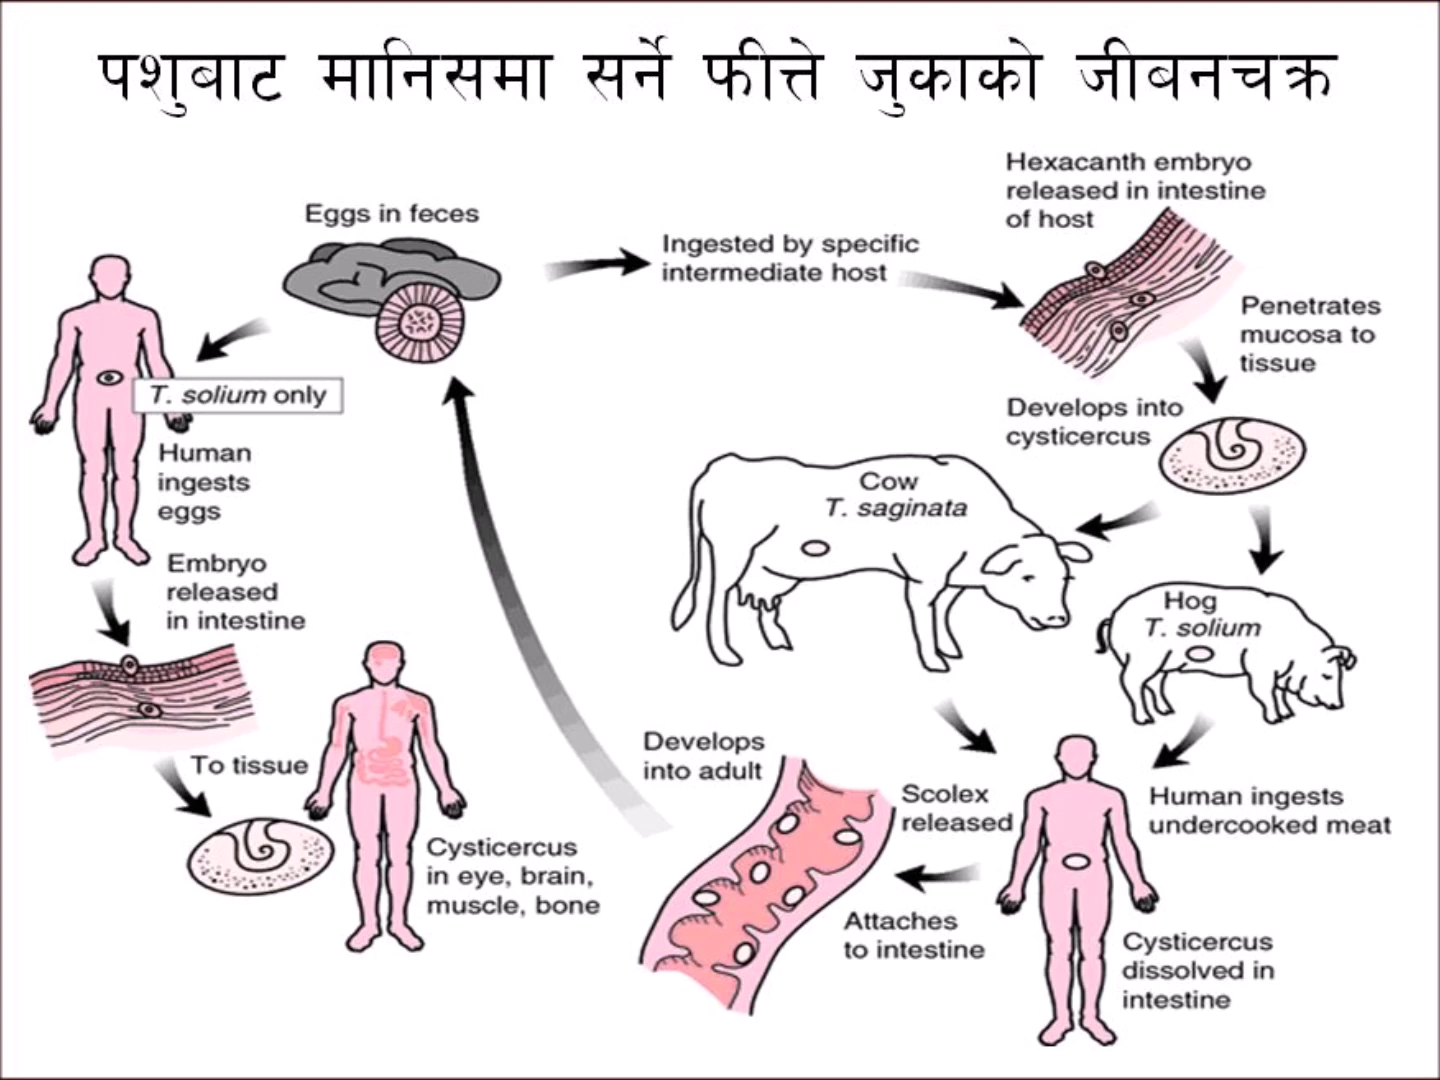 पशुबाट मानिसमा सर्ने फीत्ते जुकाको जीबनचक्र
Hexacanth embryo
released in intestine
of host
Eggs in feces
Ingested by specific
intermediate host
Penetrates
mucosa to
tissue
T. solium only
Develops into
cysticercus
Human
ingests
eggs
Cow
T. saginata
Embryo
released
in intestine
Hog
T. solium
To tissue
Develops
into adult
Scolex
released
Human ingests
undercooked meat
Cysticercus
in eye, brain,
muscle, bone
Attaches
to intestine
Cysticercus
dissolved in
intestine